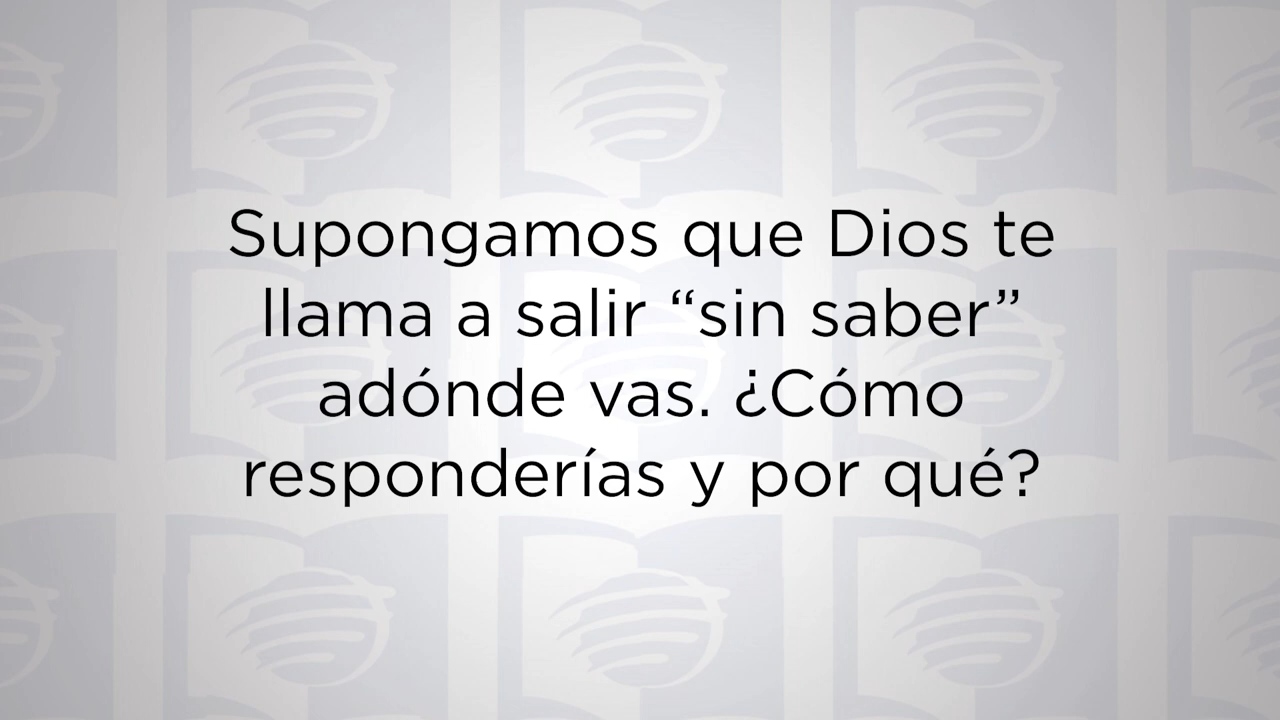 Supongamos que Dios te
llama a salir “sin saber”
adónde vas. ¿Cómo
responderías y por qué?